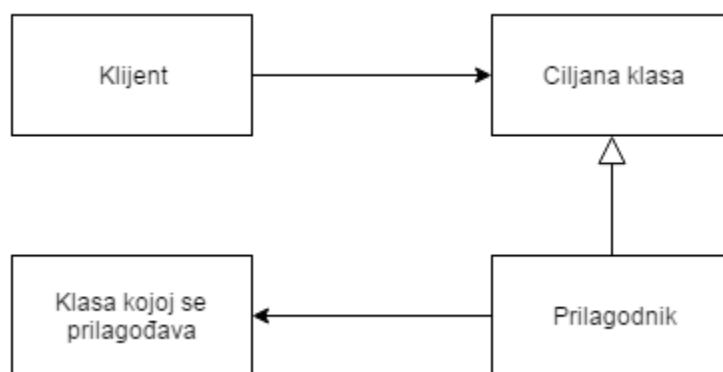 Klijent
Ciljana klasa
Klasa kojoj se
prilagođava
Prilagodnik